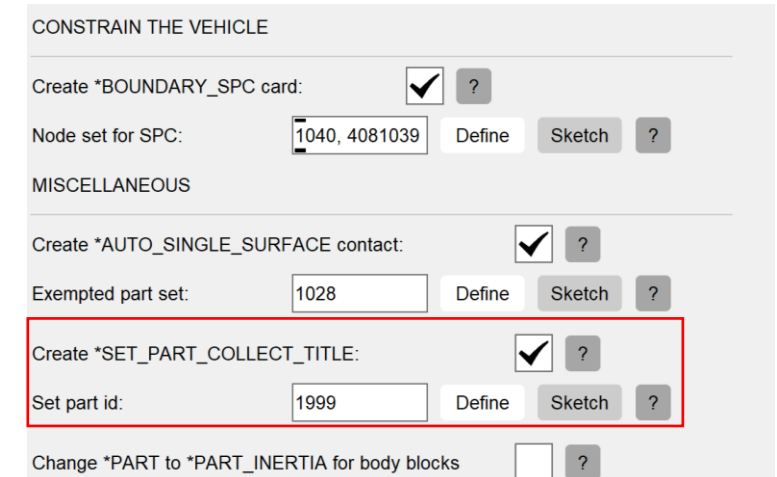 CONSTRAIN THE VEHICLE
Create *BOUNDARY_SPC card: ?
Node set for SPC: 1040, 4081039 Define Sketch ?
MISCELLANEOUS
Create *AUTO_SINGLE_SURFACE contact: ?
Exempted part set: 1028 Define Sketch ?
Create *SET_PART_COLLECT_TITLE: ?
Set part id: 1999 Define Sketch ?
Change *PART to *PART_INERTIA for body blocks ?